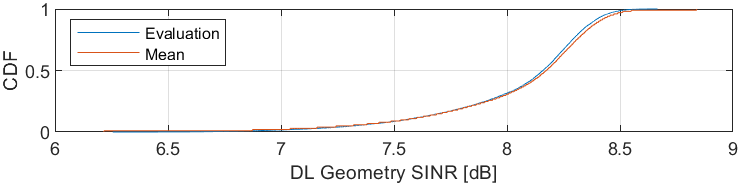 1
Evaluation
Mean
CDF
0.5
0
6
6.5
7
7.5
8
8.5
9
DL Geometry SINR [dB]